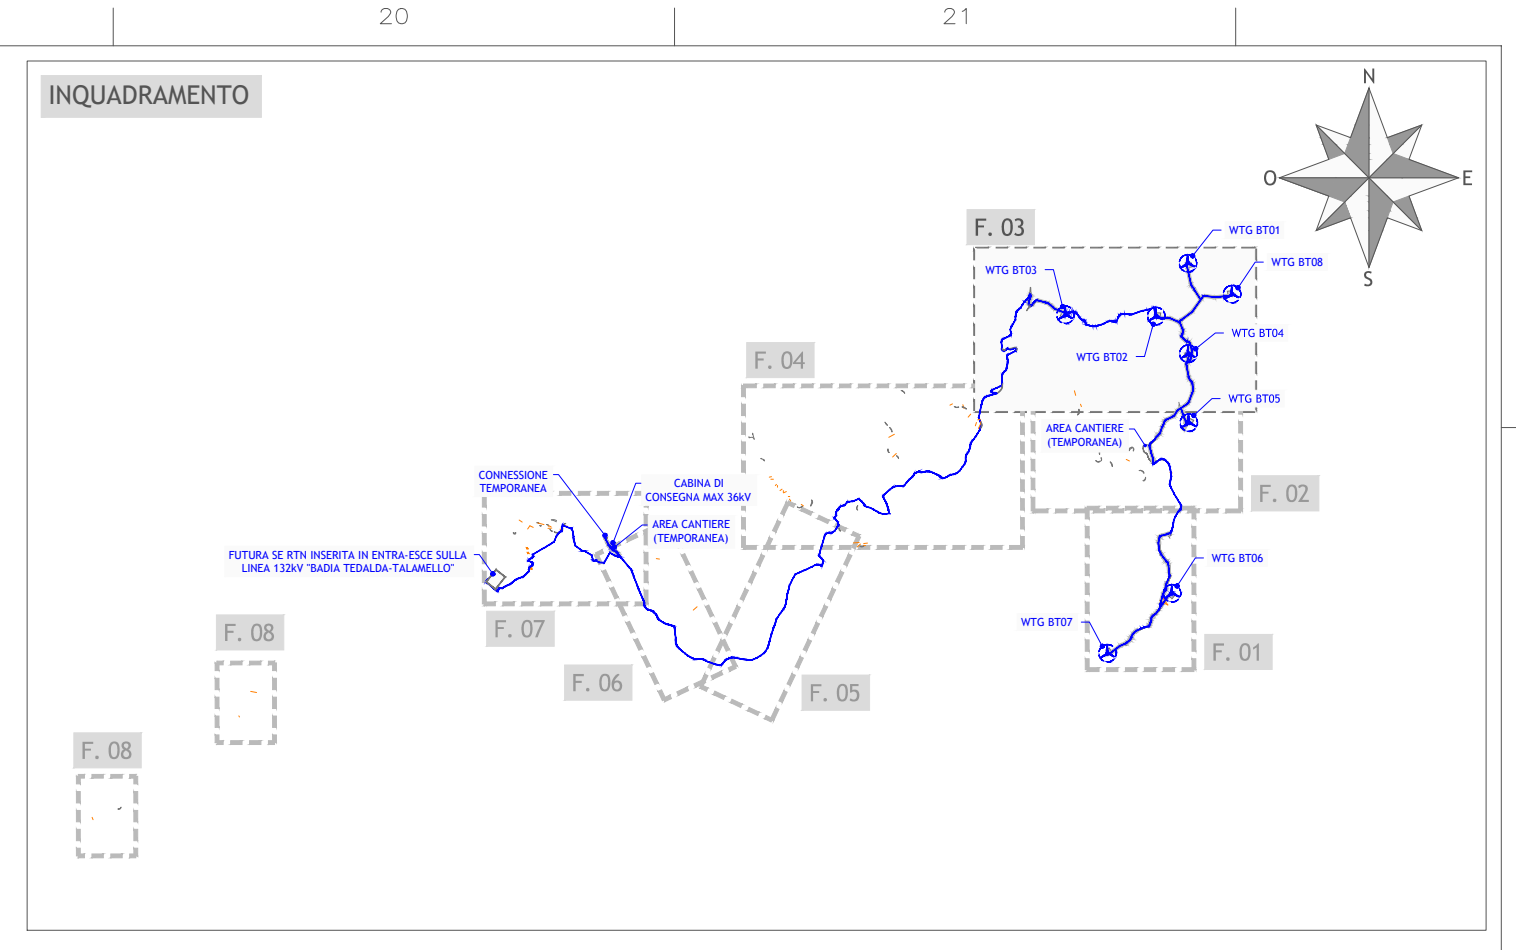 20
21
INQUADRAMENTO
N
O
E
S
F. 03
WTG BT01
WTG BT08
WTG BT03
WTG BT04
WTG BT02
F. 04
WTG BT05
AREA CANTIERE
(TEMPORANEA)
CONNESSIONE
TEMPORANEA
CABINA DI
CONSEGNA MAX 36kV
F. 02
AREA CANTIERE
(TEMPORANEA)
FUTURA SE RTN INSERITA IN ENTRA-ESCE SULLA
LINEA 132kV "BADIA TEDALDA-TALAMELLO"
WTG BT06
F. 08
F. 07
WTG BT07
F. 01
F. 06
F. 05
F. 08